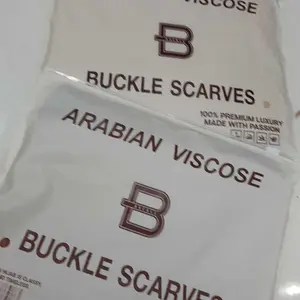 VISCOSE
BUCKLE SCARVES
100% PREMIUM LUXURY
MADE WITH PASSION
ARABIAN VISCOSE
BUCKLE SCARVES